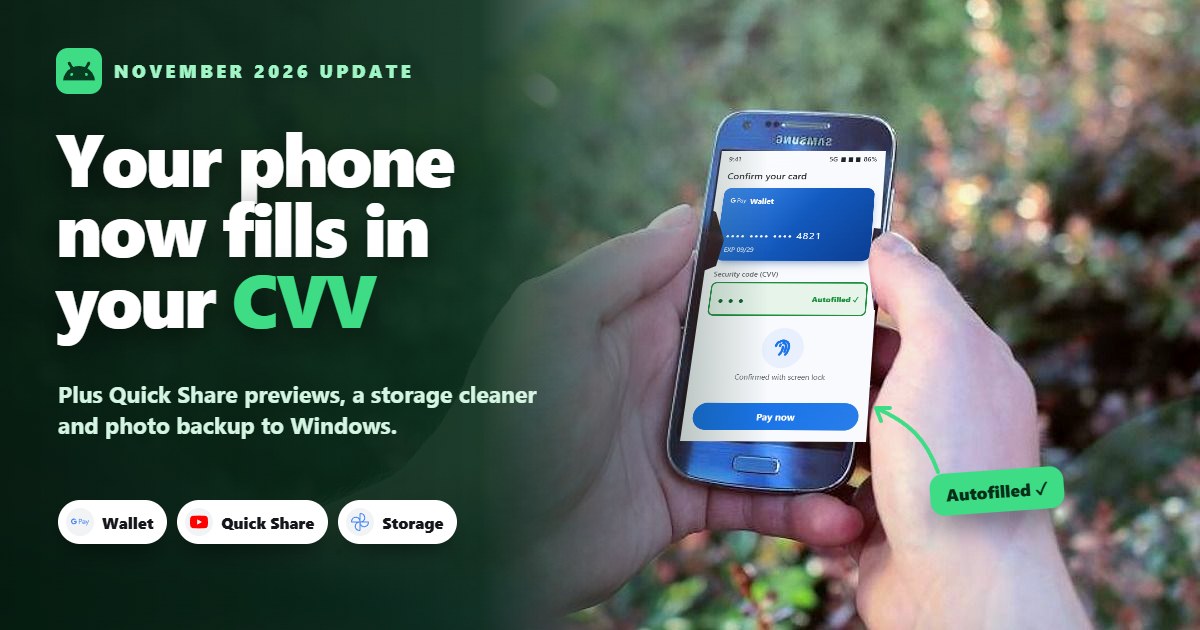 NOVEMBER 2026 UPDATE
Your phone
now fills in
your CVV
Plus Quick Share previews, a storage cleaner
and photo backup to Windows.
G Pay Wallet
Quick Share
Storage
SAMSUNG
9:41 5G 86%
Confirm your card
G Pay Wallet
•••• •••• •••• 4821
EXP 09/29
Security code (CVV)
• • • Autofilled ✓
Confirmed with screen lock
Pay now
Autofilled ✓